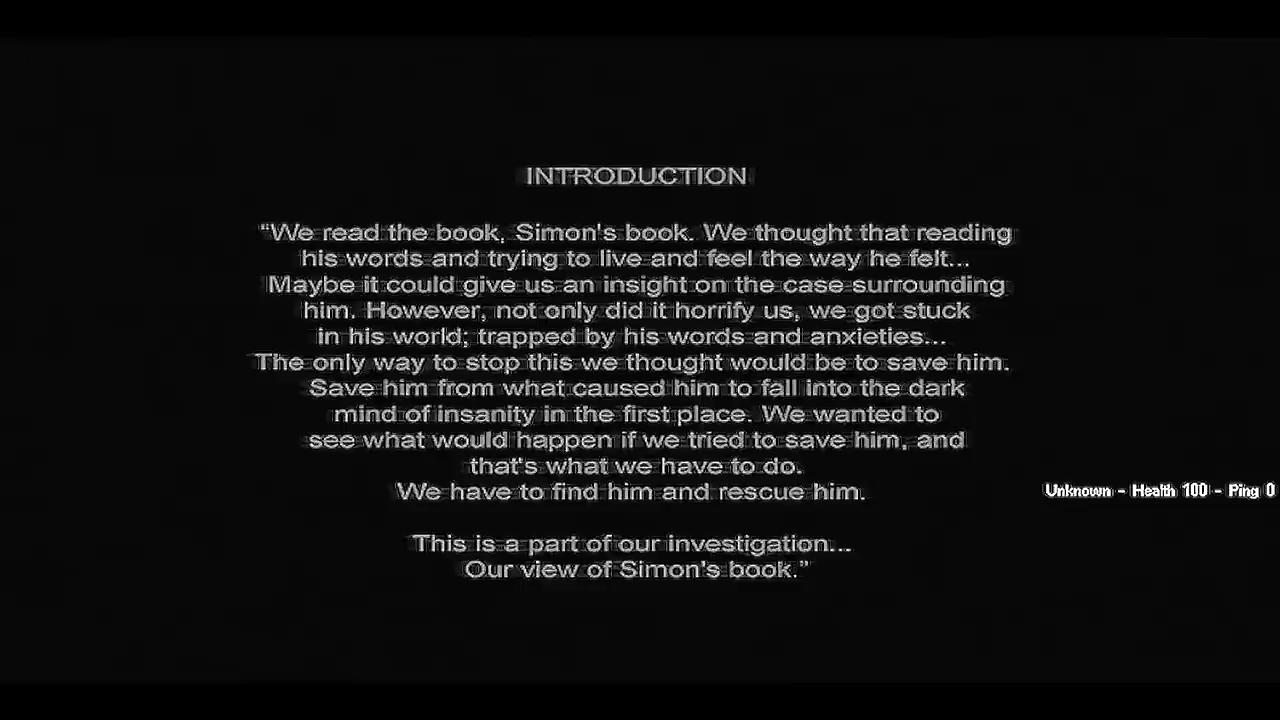 INTRODUCTION
“We read the book, Simon's book. We thought that reading
his words and trying to live and feel the way he felt...
Maybe it could give us an insight on the case surrounding
him. However, not only did it horrify us, we got stuck
in his world; trapped by his words and anxieties...
The only way to stop this we thought would be to save him.
Save him from what caused him to fall into the dark
mind of insanity in the first place. We wanted to
see what would happen if we tried to save him, and
that's what we have to do.
We have to find him and rescue him.
Unknown - Health 100 - Ping 0
This is a part of our investigation...
Our view of Simon's book.”